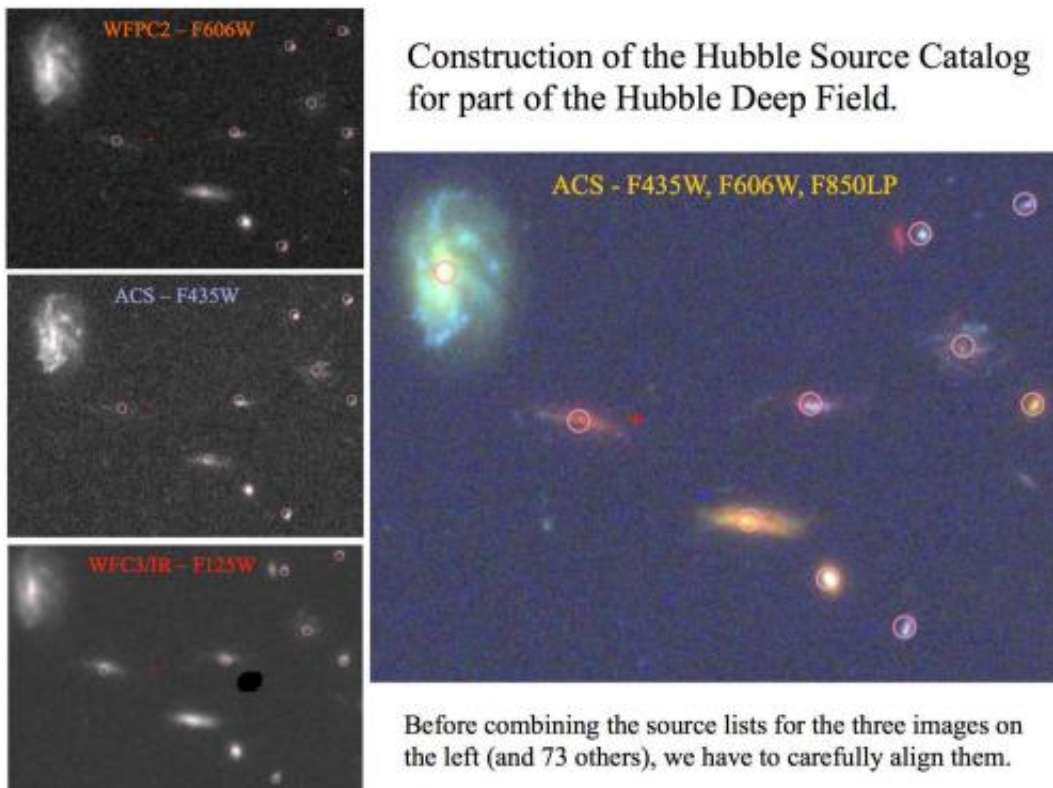 WFPC2 – F606W
ACS – F435W
WFC3/IR – F125W
Construction of the Hubble Source Catalog
for part of the Hubble Deep Field.
ACS - F435W, F606W, F850LP
Before combining the source lists for the three images on
the left (and 73 others), we have to carefully align them.